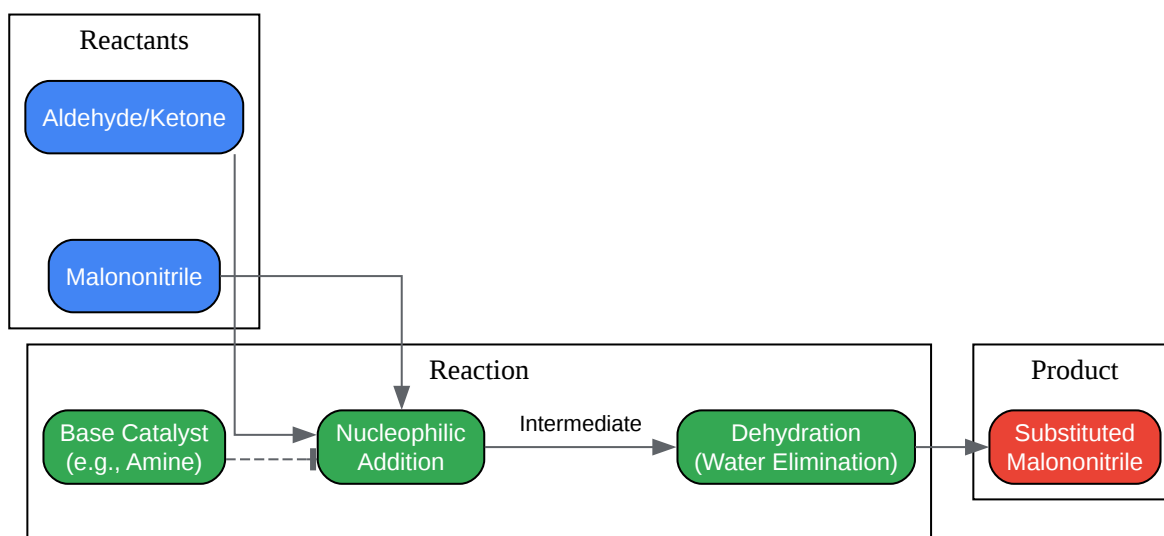 Reactants
Aldehyde/Ketone
Malononitrile
Reaction
Base Catalyst
(e.g., Amine)
Nucleophilic
Addition
Intermediate
Dehydration
(Water Elimination)
Product
Substituted
Malononitrile